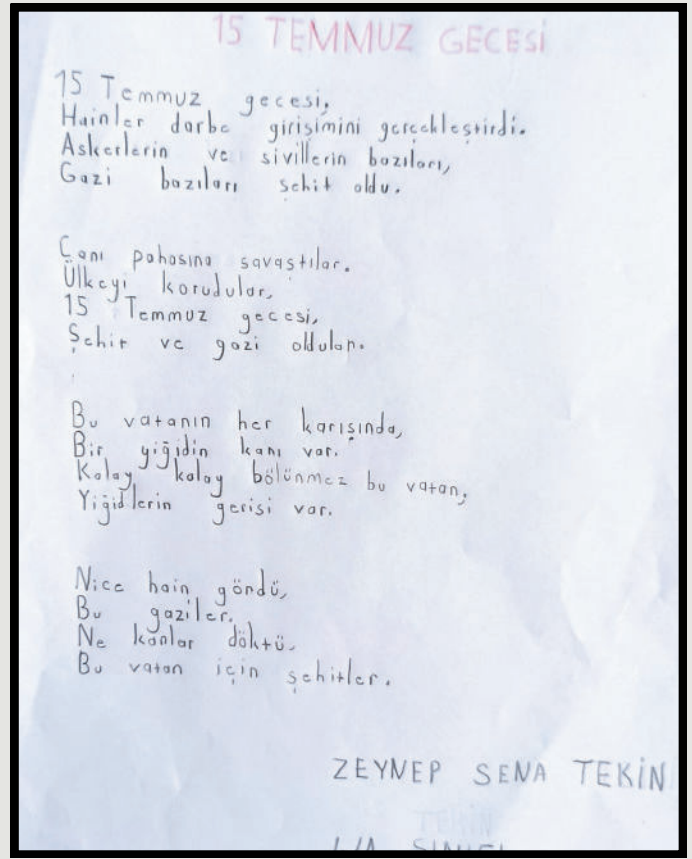 15 TEMMUZ GECESİ
15 Temmuz gecesi,
Hainler darbe girişimini gerçekleştirdi.
Askerlerin ve sivillerin bazıları,
Gazi bazıları şehit oldu.
Canı pahasına savaştılar.
Ülkeyi korudular,
15 Temmuz gecesi,
Şehit ve gazi oldular.
Bu vatanın her karışında,
Bir yiğidin kanı var.
Kolay kolay bölünmez bu vatan,
Yiğidlerin gerisi var.
Nice hain gördü,
Bu gaziler.
Ne kanlar döktü,
Bu vatan için şehitler.
ZEYNEP SENA TEKİN
TEKİN